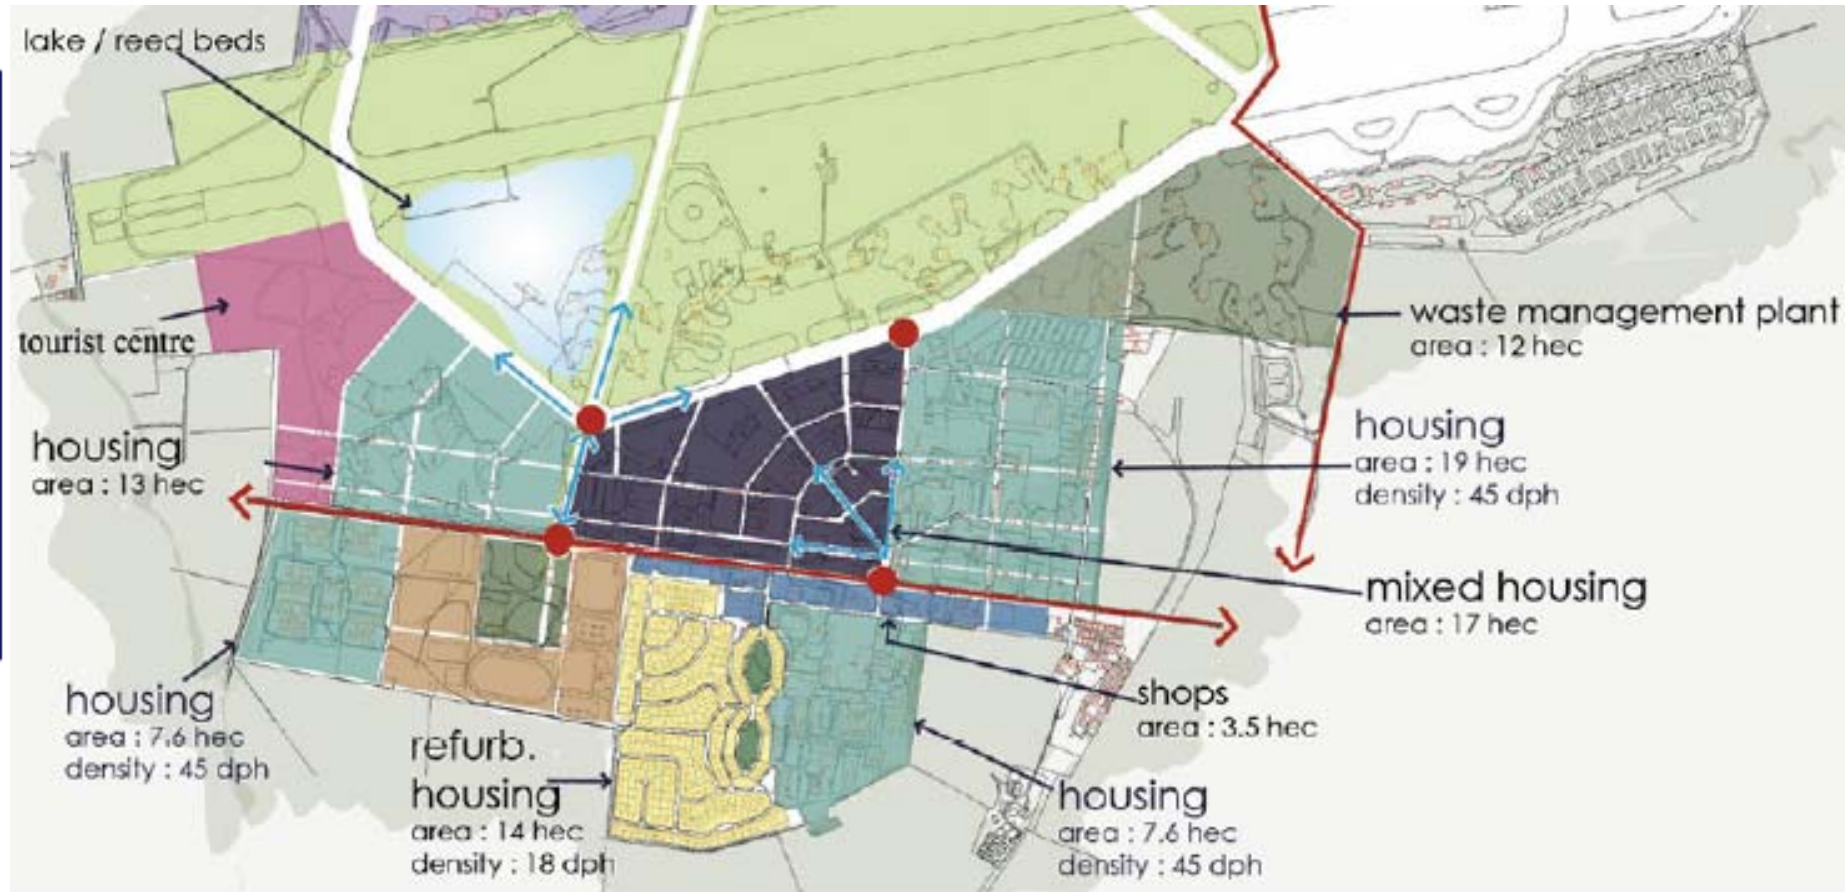 lake / reed beds
tourist centre
housing
area : 13 hec
housing
area : 7.6 hec
density : 45 dph
refurb.
housing
area : 14 hec
density : 18 dph
waste management plant
area : 12 hec
housing
area : 19 hec
density : 45 dph
mixed housing
area : 17 hec
shops
area : 3.5 hec
housing
area : 7.6 hec
density : 45 dph